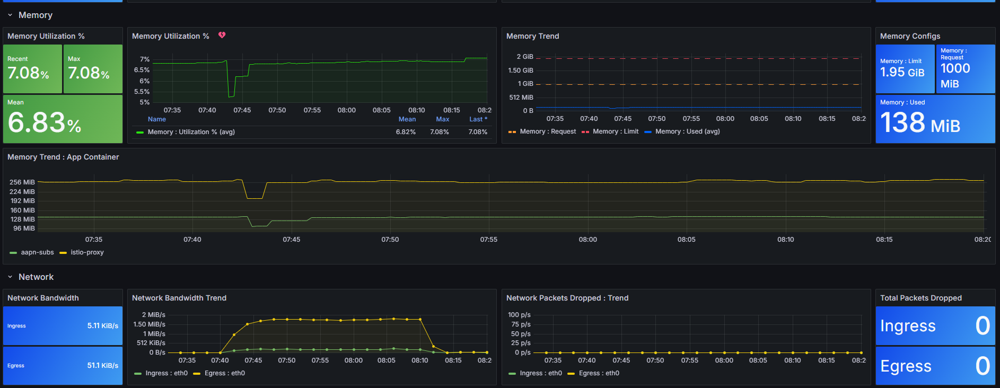 Memory
Memory Utilization %
Recent
7.08%
Max
7.08%
Mean
6.83%
Memory Utilization %
7%
6.5%
6%
5.5%
5%
07:35 07:40 07:45 07:50 07:55 08:00 08:05 08:10 08:15 08:2
Name Mean Max Last *
Memory : Utilization % (avg) 6.82% 7.08% 7.08%
Memory Trend
2 GiB
1.50 GiB
1 GiB
512 MiB
0 B
07:35 07:40 07:45 07:50 07:55 08:00 08:05 08:10 08:15 08:2
Memory : Request Memory : Limit Memory : Used (avg)
Memory Configs
Memory : Limit
1.95 GiB
Memory :
Request
1000
MiB
Memory : Used
138 MiB
Memory Trend : App Container
256 MiB
224 MiB
192 MiB
160 MiB
128 MiB
96 MiB
07:35 07:40 07:45 07:50 07:55 08:00 08:05 08:10 08:15 08:20
aapn-subs istio-proxy
Network
Network Bandwidth
Ingress 5.11 KiB/s
Egress 51.1 KiB/s
Network Bandwidth Trend
2 MiB/s
1.50 MiB/s
1 MiB/s
512 KiB/s
0 B/s
07:35 07:40 07:45 07:50 07:55 08:00 08:05 08:10 08:15 08:2
Ingress : eth0 Egress : eth0
Network Packets Dropped : Trend
100 p/s
75 p/s
50 p/s
25 p/s
0 p/s
07:35 07:40 07:45 07:50 07:55 08:00 08:05 08:10 08:15 08:2
Ingress : eth0 Egress : eth0
Total Packets Dropped
Ingress 0
Egress 0